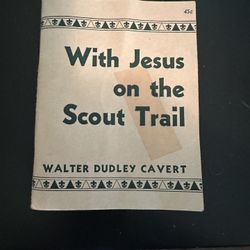 45¢
With Jesus
on the
Scout Trail
WALTER DUDLEY CAVERT